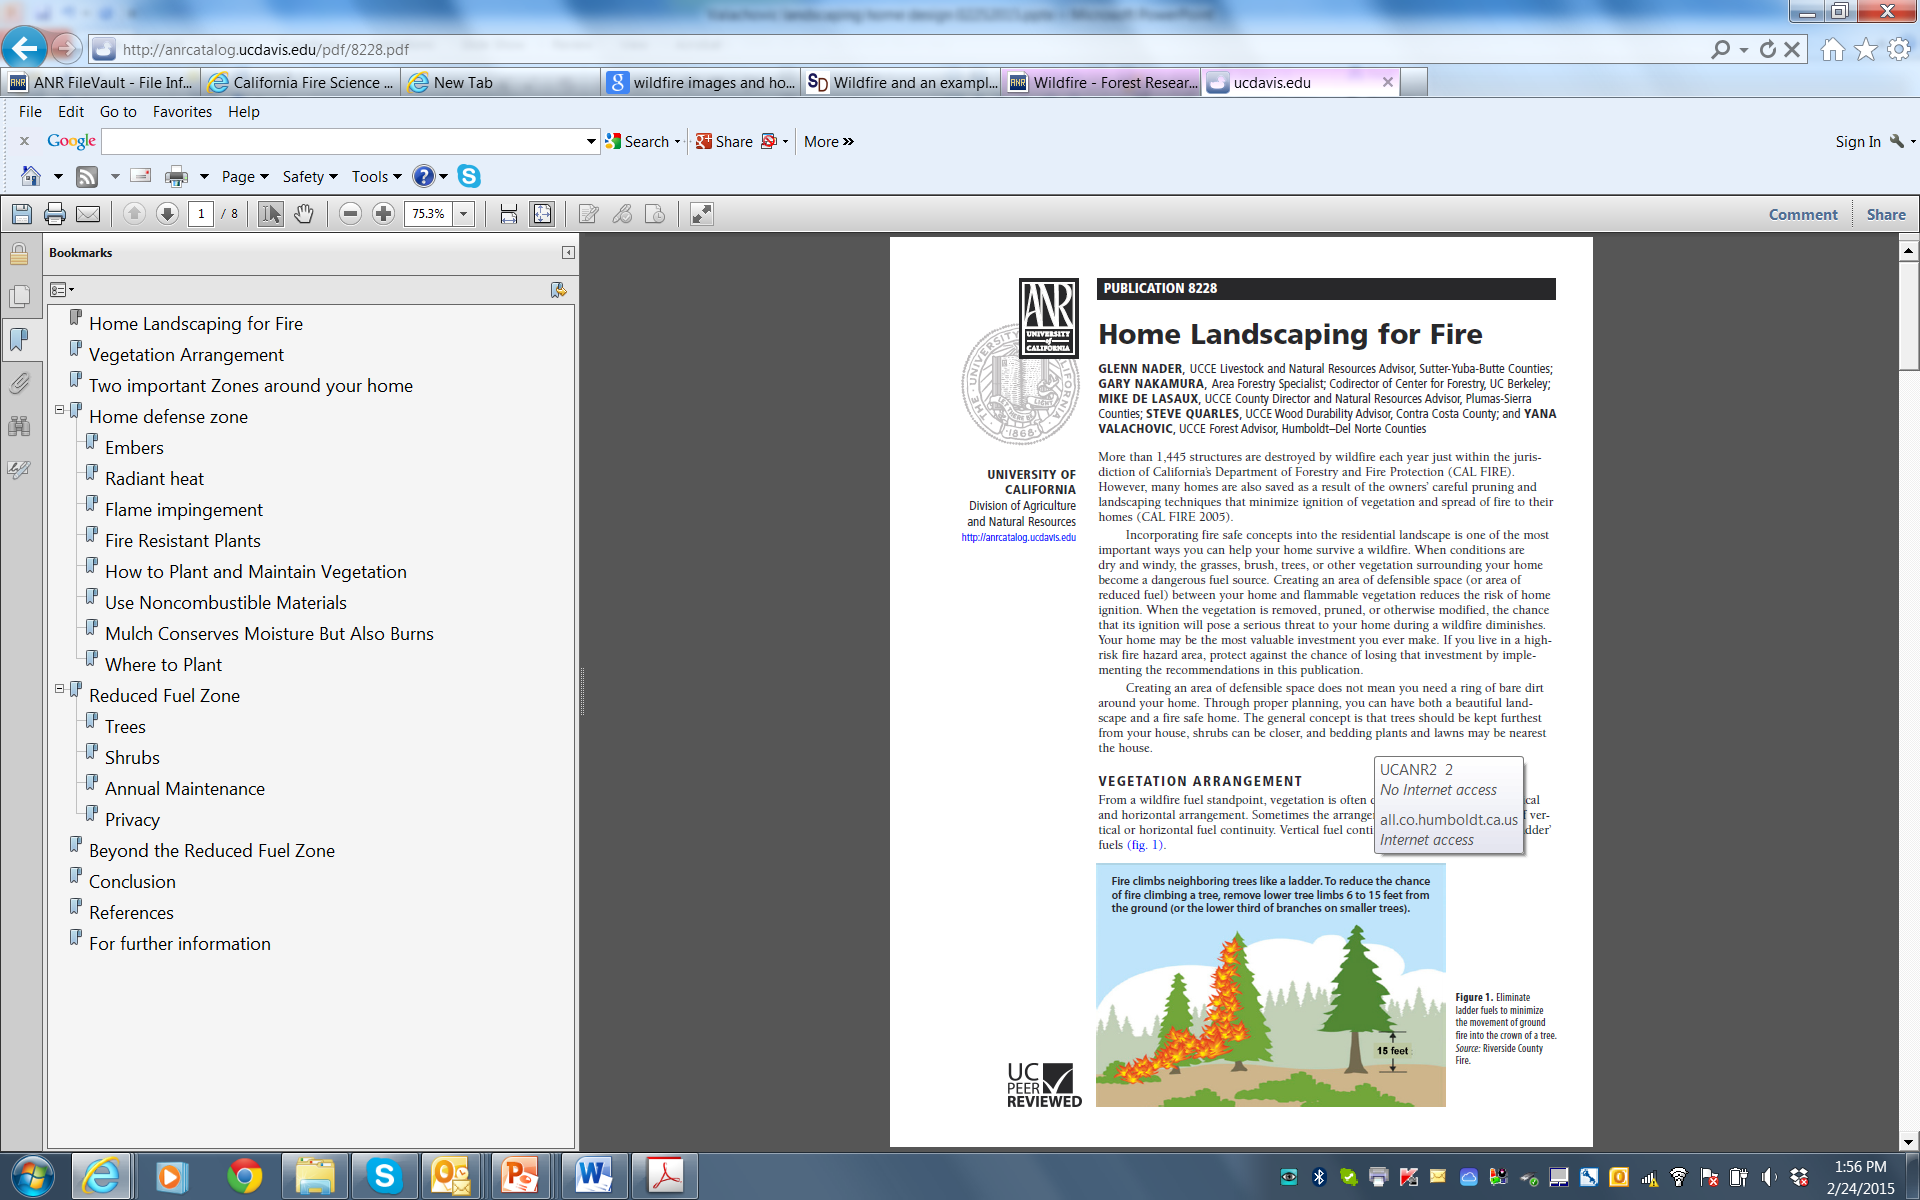 http://anrcatalog.ucdavis.edu/pdf/8228.pdf
ANR FileVault - File Inf...
California Fire Science ...
New Tab
wildfire images and ho...
Wildfire and an exampl...
Wildfire - Forest Resear...
ucdavis.edu
File Edit Go to Favorites Help
x Google Search Share More »
Sign In
Page Safety Tools
1 / 8 75.3% Comment Share
Bookmarks
Home Landscaping for Fire
Vegetation Arrangement
Two important Zones around your home
Home defense zone
Embers
Radiant heat
Flame impingement
Fire Resistant Plants
How to Plant and Maintain Vegetation
Use Noncombustible Materials
Mulch Conserves Moisture But Also Burns
Where to Plant
Reduced Fuel Zone
Trees
Shrubs
Annual Maintenance
Privacy
Beyond the Reduced Fuel Zone
Conclusion
References
For further information
ANR
UNIVERSITY
of
CALIFORNIA
UNIVERSITY OF
CALIFORNIA
Division of Agriculture
and Natural Resources
http://anrcatalog.ucdavis.edu
PUBLICATION 8228
Home Landscaping for Fire
GLENN NADER, UCCE Livestock and Natural Resources Advisor, Sutter-Yuba-Butte Counties;
GARY NAKAMURA, Area Forestry Specialist; Codirector of Center for Forestry, UC Berkeley;
MIKE DE LASAUX, UCCE County Director and Natural Resources Advisor, Plumas-Sierra
Counties; STEVE QUARLES, UCCE Wood Durability Advisor, Contra Costa County; and YANA
VALACHOVIC, UCCE Forest Advisor, Humboldt–Del Norte Counties
More than 1,445 structures are destroyed by wildfire each year just within the juris-
diction of California's Department of Forestry and Fire Protection (CAL FIRE).
However, many homes are also saved as a result of the owners' careful pruning and
landscaping techniques that minimize ignition of vegetation and spread of fire to their
homes (CAL FIRE 2005).
Incorporating fire safe concepts into the residential landscape is one of the most
important ways you can help your home survive a wildfire. When conditions are
dry and windy, the grasses, brush, trees, or other vegetation surrounding your home
become a dangerous fuel source. Creating an area of defensible space (or area of
reduced fuel) between your home and flammable vegetation reduces the risk of home
ignition. When the vegetation is removed, pruned, or otherwise modified, the chance
that its ignition will pose a serious threat to your home during a wildfire diminishes.
Your home may be the most valuable investment you ever make. If you live in a high-
risk fire hazard area, protect against the chance of losing that investment by imple-
menting the recommendations in this publication.
Creating an area of defensible space does not mean you need a ring of bare dirt
around your home. Through proper planning, you can have both a beautiful land-
scape and a fire safe home. The general concept is that trees should be kept furthest
from your house, shrubs can be closer, and bedding plants and lawns may be nearest
the house.
VEGETATION ARRANGEMENT
From a wildfire fuel standpoint, vegetation is often
and horizontal arrangement. Sometimes the ver-
tical or horizontal fuel continuity. Vertical fuel
fuels (fig. 1).
UCANR2 2
No Internet access
all.co.humboldt.ca.us
Internet access
Fire climbs neighboring trees like a ladder. To reduce the chance
of fire climbing a tree, remove lower tree limbs 6 to 15 feet from
the ground (or the lower third of branches on smaller trees).
15 feet
Figure 1. Eliminate
ladder fuels to minimize
the movement of ground
fire into the crown of a tree.
Source: Riverside County
Fire.
UC
PEER
REVIEWED
1:56 PM
2/24/2015